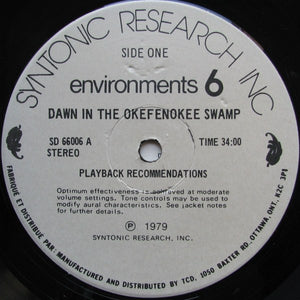 SYNTONIC RESEARCH INC
SIDE ONE
environments 6
DAWN IN THE OKEFENOKEE SWAMP
SD 66006 A
STEREO
TIME 34:00
PLAYBACK RECOMMENDATIONS
Optimum effectiveness is achieved at moderate
volume settings. Tone controls may be used to
modify aural characteristics. See jacket notes
for further details.
Ⓟ 1979
SYNTONIC RESEARCH, INC.
FABRIQUÉ ET DISTRIBUÉ PAR/MAN. AND DISTRIBUTED BY TCD, 1050 BAXTER RD, OTTAWA, ONT. K2C 3P1